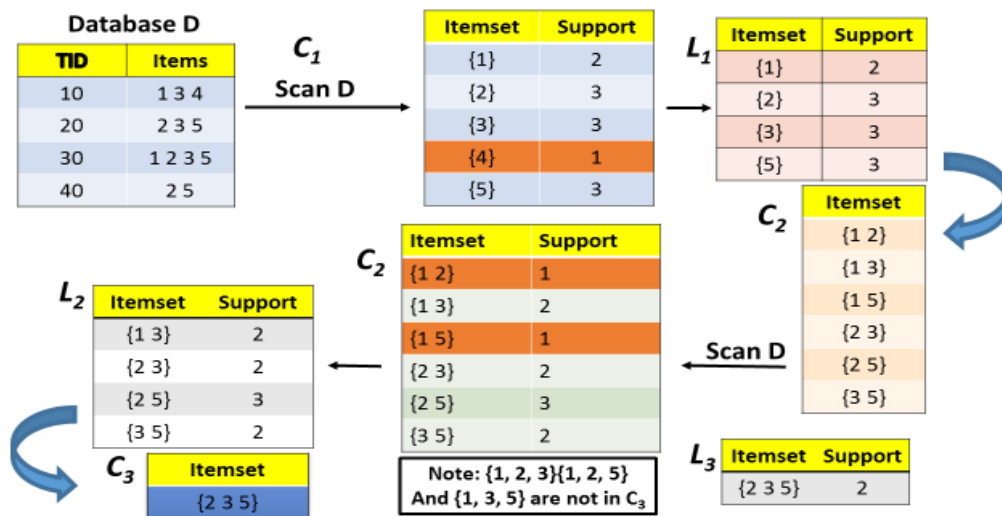 Database D
TID Items
10 1 3 4
20 2 3 5
30 1 2 3 5
40 2 5
C1
Scan D
Itemset Support
{1} 2
{2} 3
{3} 3
{4} 1
{5} 3
L1
Itemset Support
{1} 2
{2} 3
{3} 3
{5} 3
C2
Itemset
{1 2}
{1 3}
{1 5}
{2 3}
{2 5}
{3 5}
Scan D
C2
Itemset Support
{1 2} 1
{1 3} 2
{1 5} 1
{2 3} 2
{2 5} 3
{3 5} 2
L2
Itemset Support
{1 3} 2
{2 3} 2
{2 5} 3
{3 5} 2
C3
Itemset
{2 3 5}
Note: {1, 2, 3}{1, 2, 5}
And {1, 3, 5} are not in C3
L3
Itemset Support
{2 3 5} 2